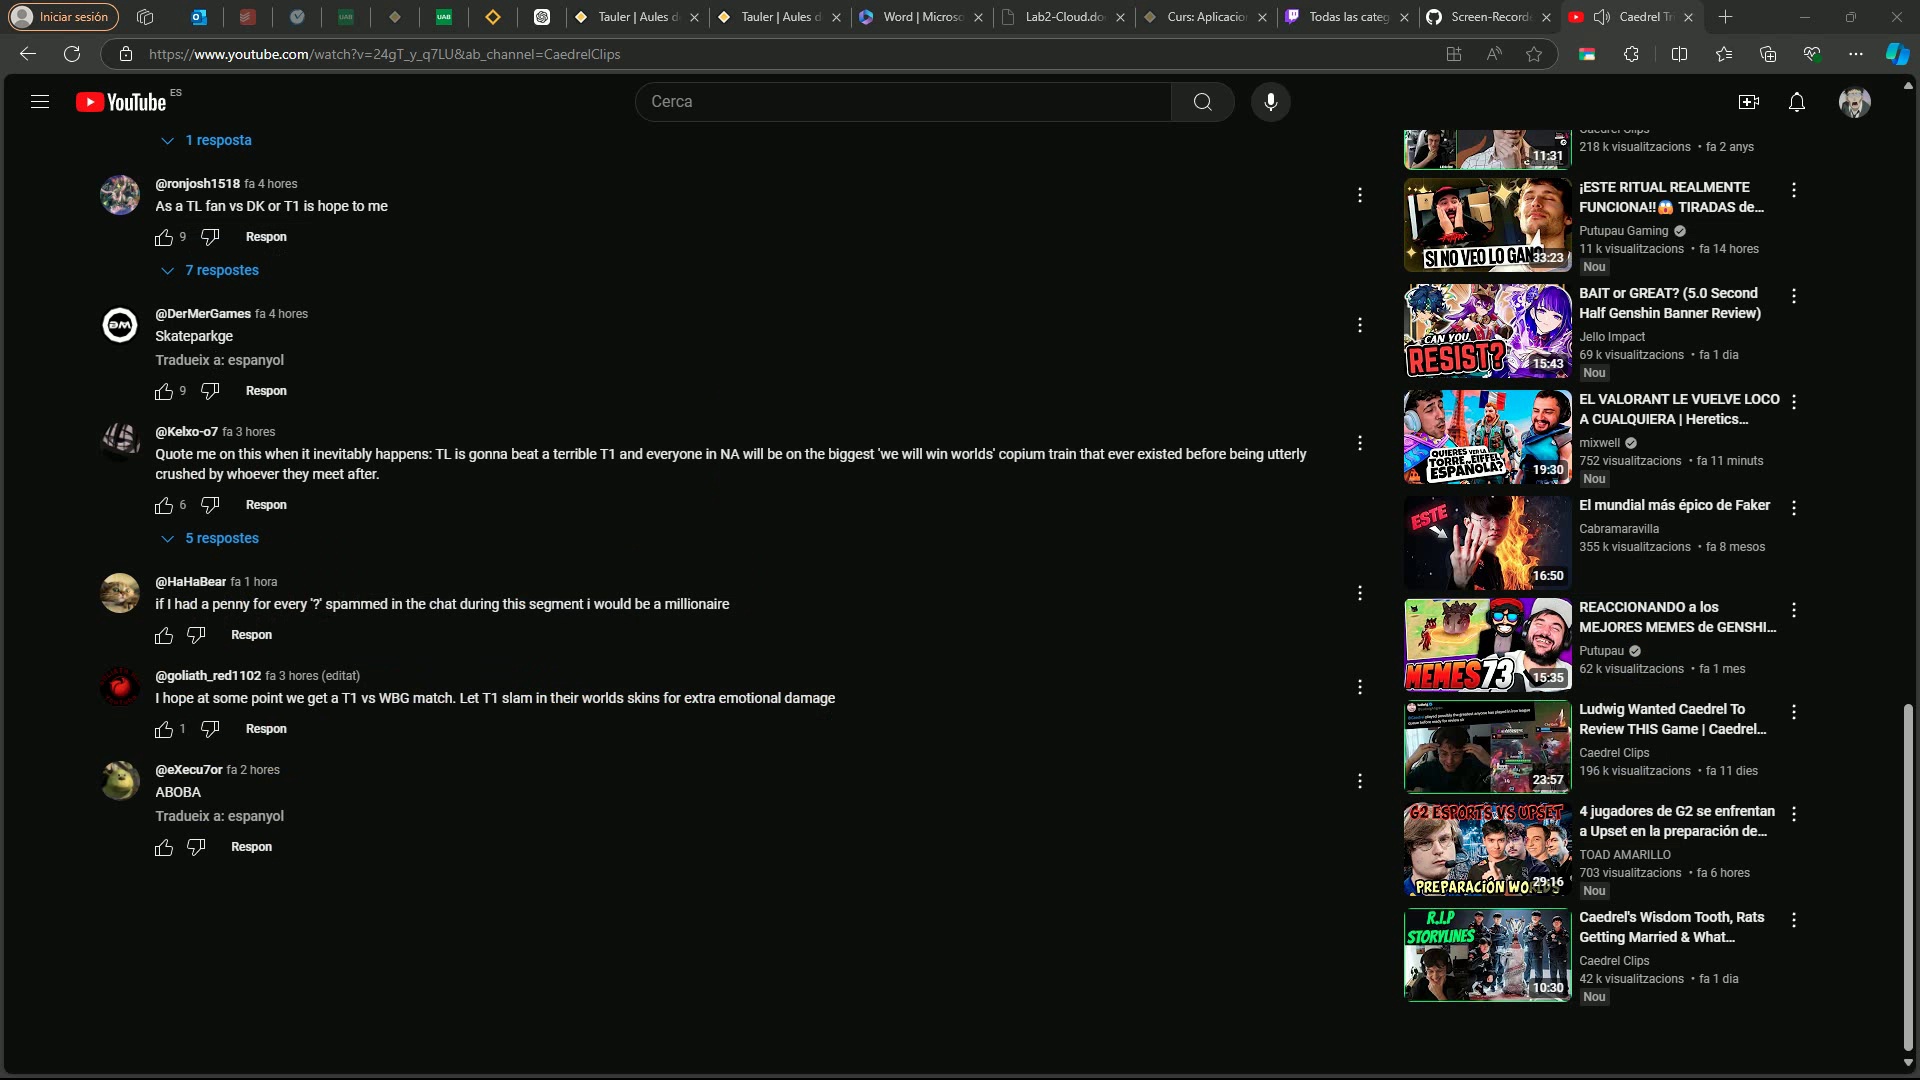 Iniciar sesión
Tauler | Aules d
Tauler | Aules d
Word | Microso
Lab2-Cloud.do
Curs: Aplicacion
Todas las categ
Screen-Record
Caedrel Tr
https://www.youtube.com/watch?v=24gT_y_q7LU&ab_channel=CaedrelClips
YouTube ES
Cerca
1 resposta
@ronjosh1518 fa 4 hores
As a TL fan vs DK or T1 is hope to me
9 Respon
7 respostes
@DerMerGames fa 4 hores
Skateparkge
Tradueix a: espanyol
9 Respon
@Kelxo-o7 fa 3 hores
Quote me on this when it inevitably happens: TL is gonna beat a terrible T1 and everyone in NA will be on the biggest 'we will win worlds' copium train that ever existed before being utterly
crushed by whoever they meet after.
6 Respon
5 respostes
@HaHaBear fa 1 hora
if I had a penny for every '?' spammed in the chat during this segment i would be a millionaire
Respon
@goliath_red1102 fa 3 hores (editat)
I hope at some point we get a T1 vs WBG match. Let T1 slam in their worlds skins for extra emotional damage
1 Respon
@eXecu7or fa 2 hores
ABOBA
Tradueix a: espanyol
Respon
11:31
Caedrel Clips
218 k visualitzacions • fa 2 anys
SI NO VEO LO GANO
33:23
¡ESTE RITUAL REALMENTE
FUNCIONA!!😱 TIRADAS de...
Putupau Gaming
11 k visualitzacions • fa 14 hores
Nou
CAN YOU
RESIST?
15:43
BAIT or GREAT? (5.0 Second
Half Genshin Banner Review)
Jello Impact
69 k visualitzacions • fa 1 dia
Nou
QUIERES VER LA
TORRE EIFFEL
ESPAÑOLA?
19:30
EL VALORANT LE VUELVE LOCO
A CUALQUIERA | Heretics...
mixwell
752 visualitzacions • fa 11 minuts
Nou
ESTE
16:50
El mundial más épico de Faker
Cabramaravilla
355 k visualitzacions • fa 8 mesos
MEMES73
15:35
REACCIONANDO a los
MEJORES MEMES de GENSHI...
Putupau
62 k visualitzacions • fa 1 mes
23:57
Ludwig Wanted Caedrel To
Review THIS Game | Caedrel...
Caedrel Clips
196 k visualitzacions • fa 11 dies
G2 ESPORTS VS UPSET
PREPARACIÓN WORLDS
29:16
4 jugadores de G2 se enfrentan
a Upset en la preparación de...
TOAD AMARILLO
703 visualitzacions • fa 6 hores
Nou
R.I.P
STORYLINES
10:30
Caedrel's Wisdom Tooth, Rats
Getting Married & What...
Caedrel Clips
42 k visualitzacions • fa 1 dia
Nou